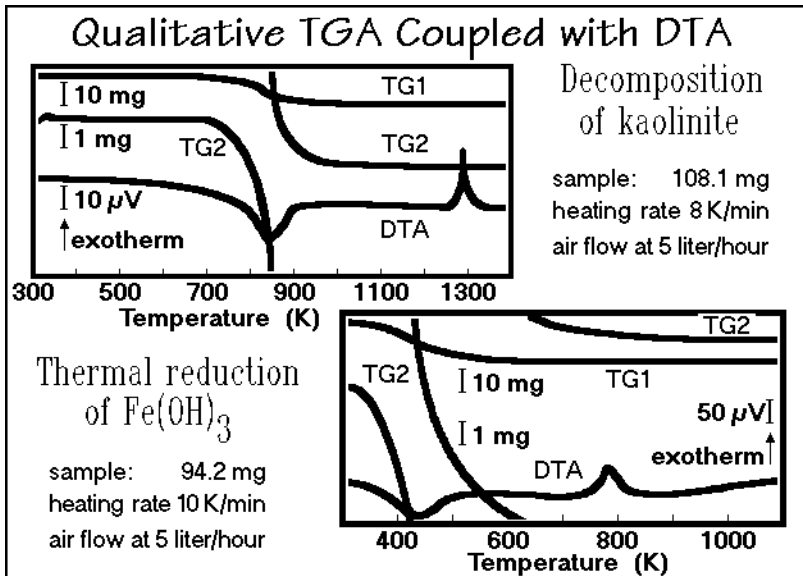 Qualitative TGA Coupled with DTA
10 mg
TG1
1 mg
TG2
TG2
10 µV
exotherm
DTA
300 500 700 900 1100 1300
Temperature (K)
Decomposition
of kaolinite
sample: 108.1 mg
heating rate 8 K/min
air flow at 5 liter/hour
Thermal reduction
of Fe(OH)₃
sample: 94.2 mg
heating rate 10 K/min
air flow at 5 liter/hour
TG2
TG2
10 mg
TG1
1 mg
50 µV
exotherm
DTA
400 600 800 1000
Temperature (K)